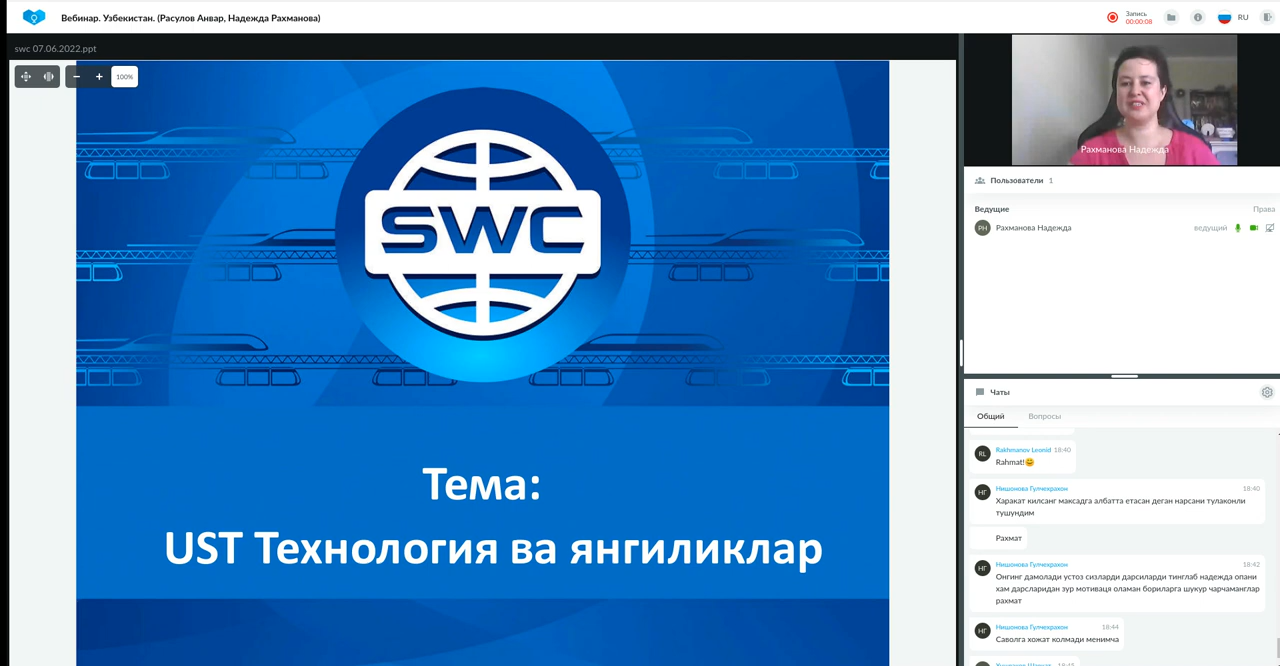 Вебинар. Узбекистан. (Расулов Анвар, Надежда Рахманова)
Запись
00:00:08
RU
swc 07.06.2022.ppt
100%
SWC
Тема:
UST Технология ва янгиликлар
Рахманова Надежда
Пользователи 1
Ведущие Права
РН Рахманова Надежда ведущий
Чаты
Общий Вопросы
RL Rakhmanov Leonid 18:40
Rahmat!😊
НГ Нишонова Гулчехрахон 18:40
Харакат килсанг максадга албатта етасан деган нарсани тулаконли
тушундим
Рахмат
НГ Нишонова Гулчехрахон 18:42
Онгинг дамолади устоз сизларди дарсиларди тинглаб надежда опани
хам дарсларидан зур мотиваця оламан бориларга шукур чарчаманглар
рахмат
НГ Нишонова Гулчехрахон 18:44
Саволга хожат колмади менимча